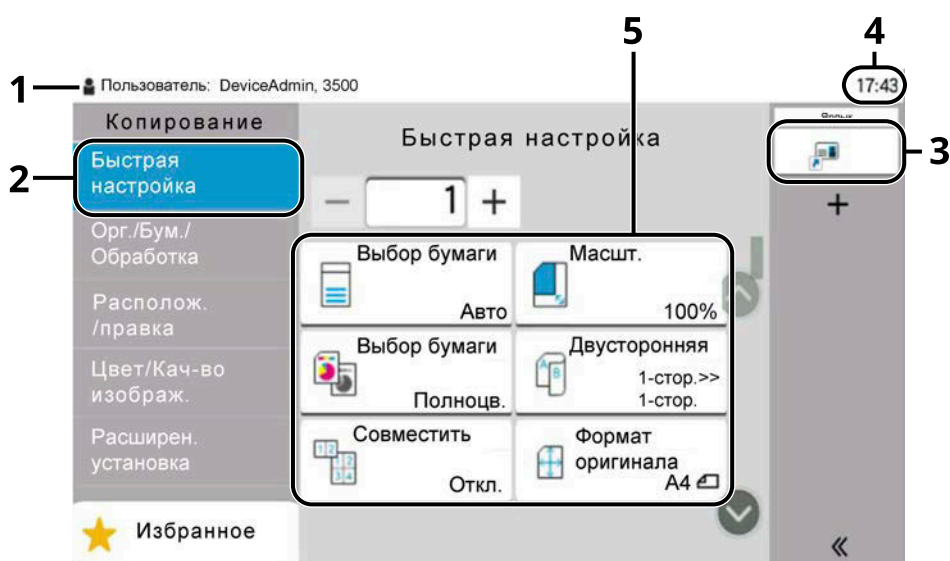 5
4
1
Пользователь: DeviceAdmin, 3500
17:43
Копирование
Быстрая настройка
3
2
Быстрая
настройка
1
Орг./Бум./
Обработка
Располож.
/правка
Цвет/Кач-во
изображ.
Расширен.
установка
Избранное
Выбор бумаги
Авто
Масшт.
100%
Выбор бумаги
Полноцв.
Двусторонняя
1-стор.>>
1-стор.
Совместить
Откл.
Формат
оригинала
A4